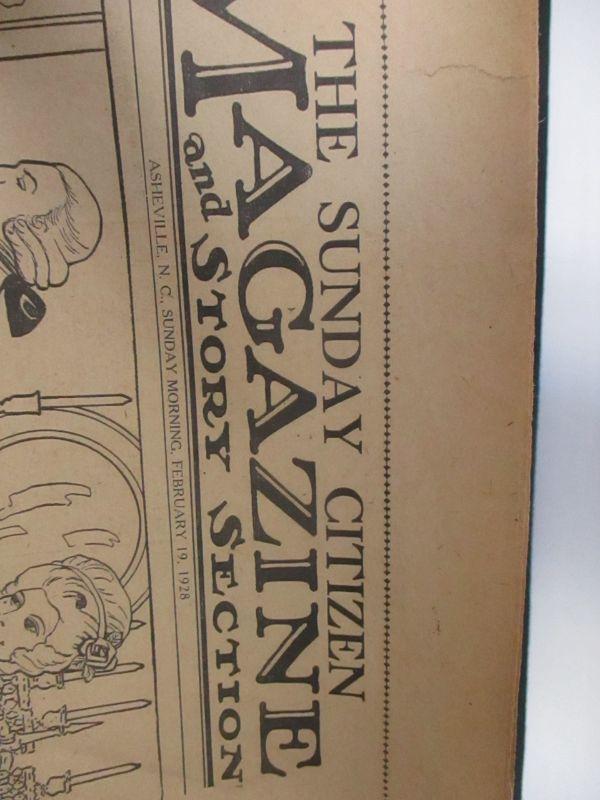 THE SUNDAY CITIZEN
MAGAZINE
and STORY SECTION
ASHEVILLE, N. C., SUNDAY MORNING, FEBRUARY 19, 1928